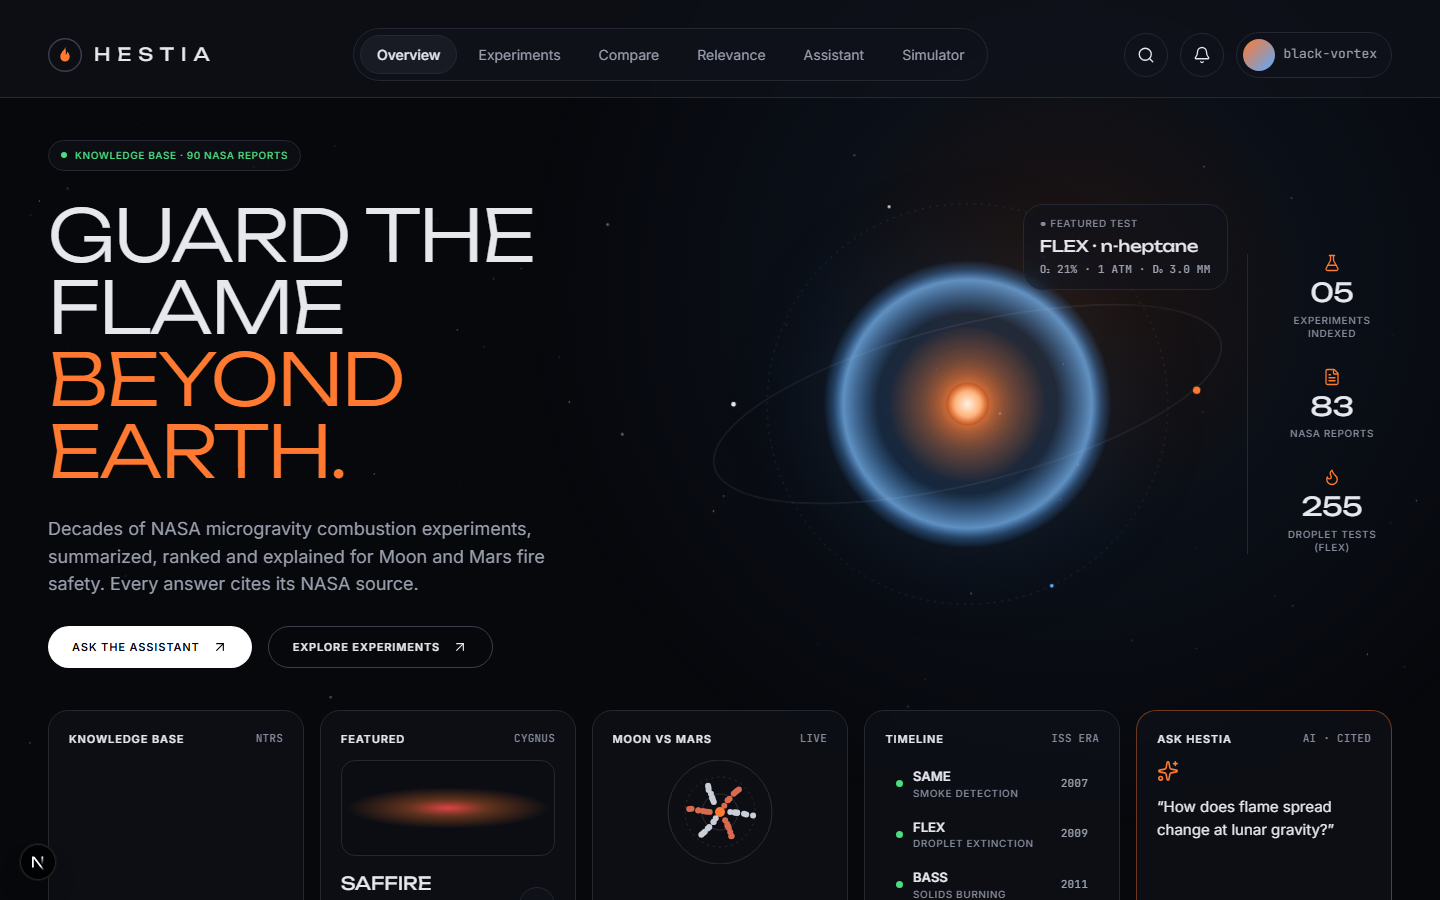 HESTIA
Overview
Experiments
Compare
Relevance
Assistant
Simulator
black-vortex
KNOWLEDGE BASE · 90 NASA REPORTS
GUARD THE
FLAME
BEYOND
EARTH.
Decades of NASA microgravity combustion experiments,
summarized, ranked and explained for Moon and Mars fire
safety. Every answer cites its NASA source.
ASK THE ASSISTANT
EXPLORE EXPERIMENTS
FEATURED TEST
FLEX · n-heptane
O₂ 21% · 1 ATM · D₀ 3.0 MM
05
EXPERIMENTS
INDEXED
83
NASA REPORTS
255
DROPLET TESTS
(FLEX)
KNOWLEDGE BASE NTRS
FEATURED CYGNUS
SAFFIRE
MOON VS MARS LIVE
TIMELINE ISS ERA
SAME 2007
SMOKE DETECTION
FLEX 2009
DROPLET EXTINCTION
BASS 2011
SOLIDS BURNING
ASK HESTIA AI · CITED
"How does flame spread
change at lunar gravity?"
N